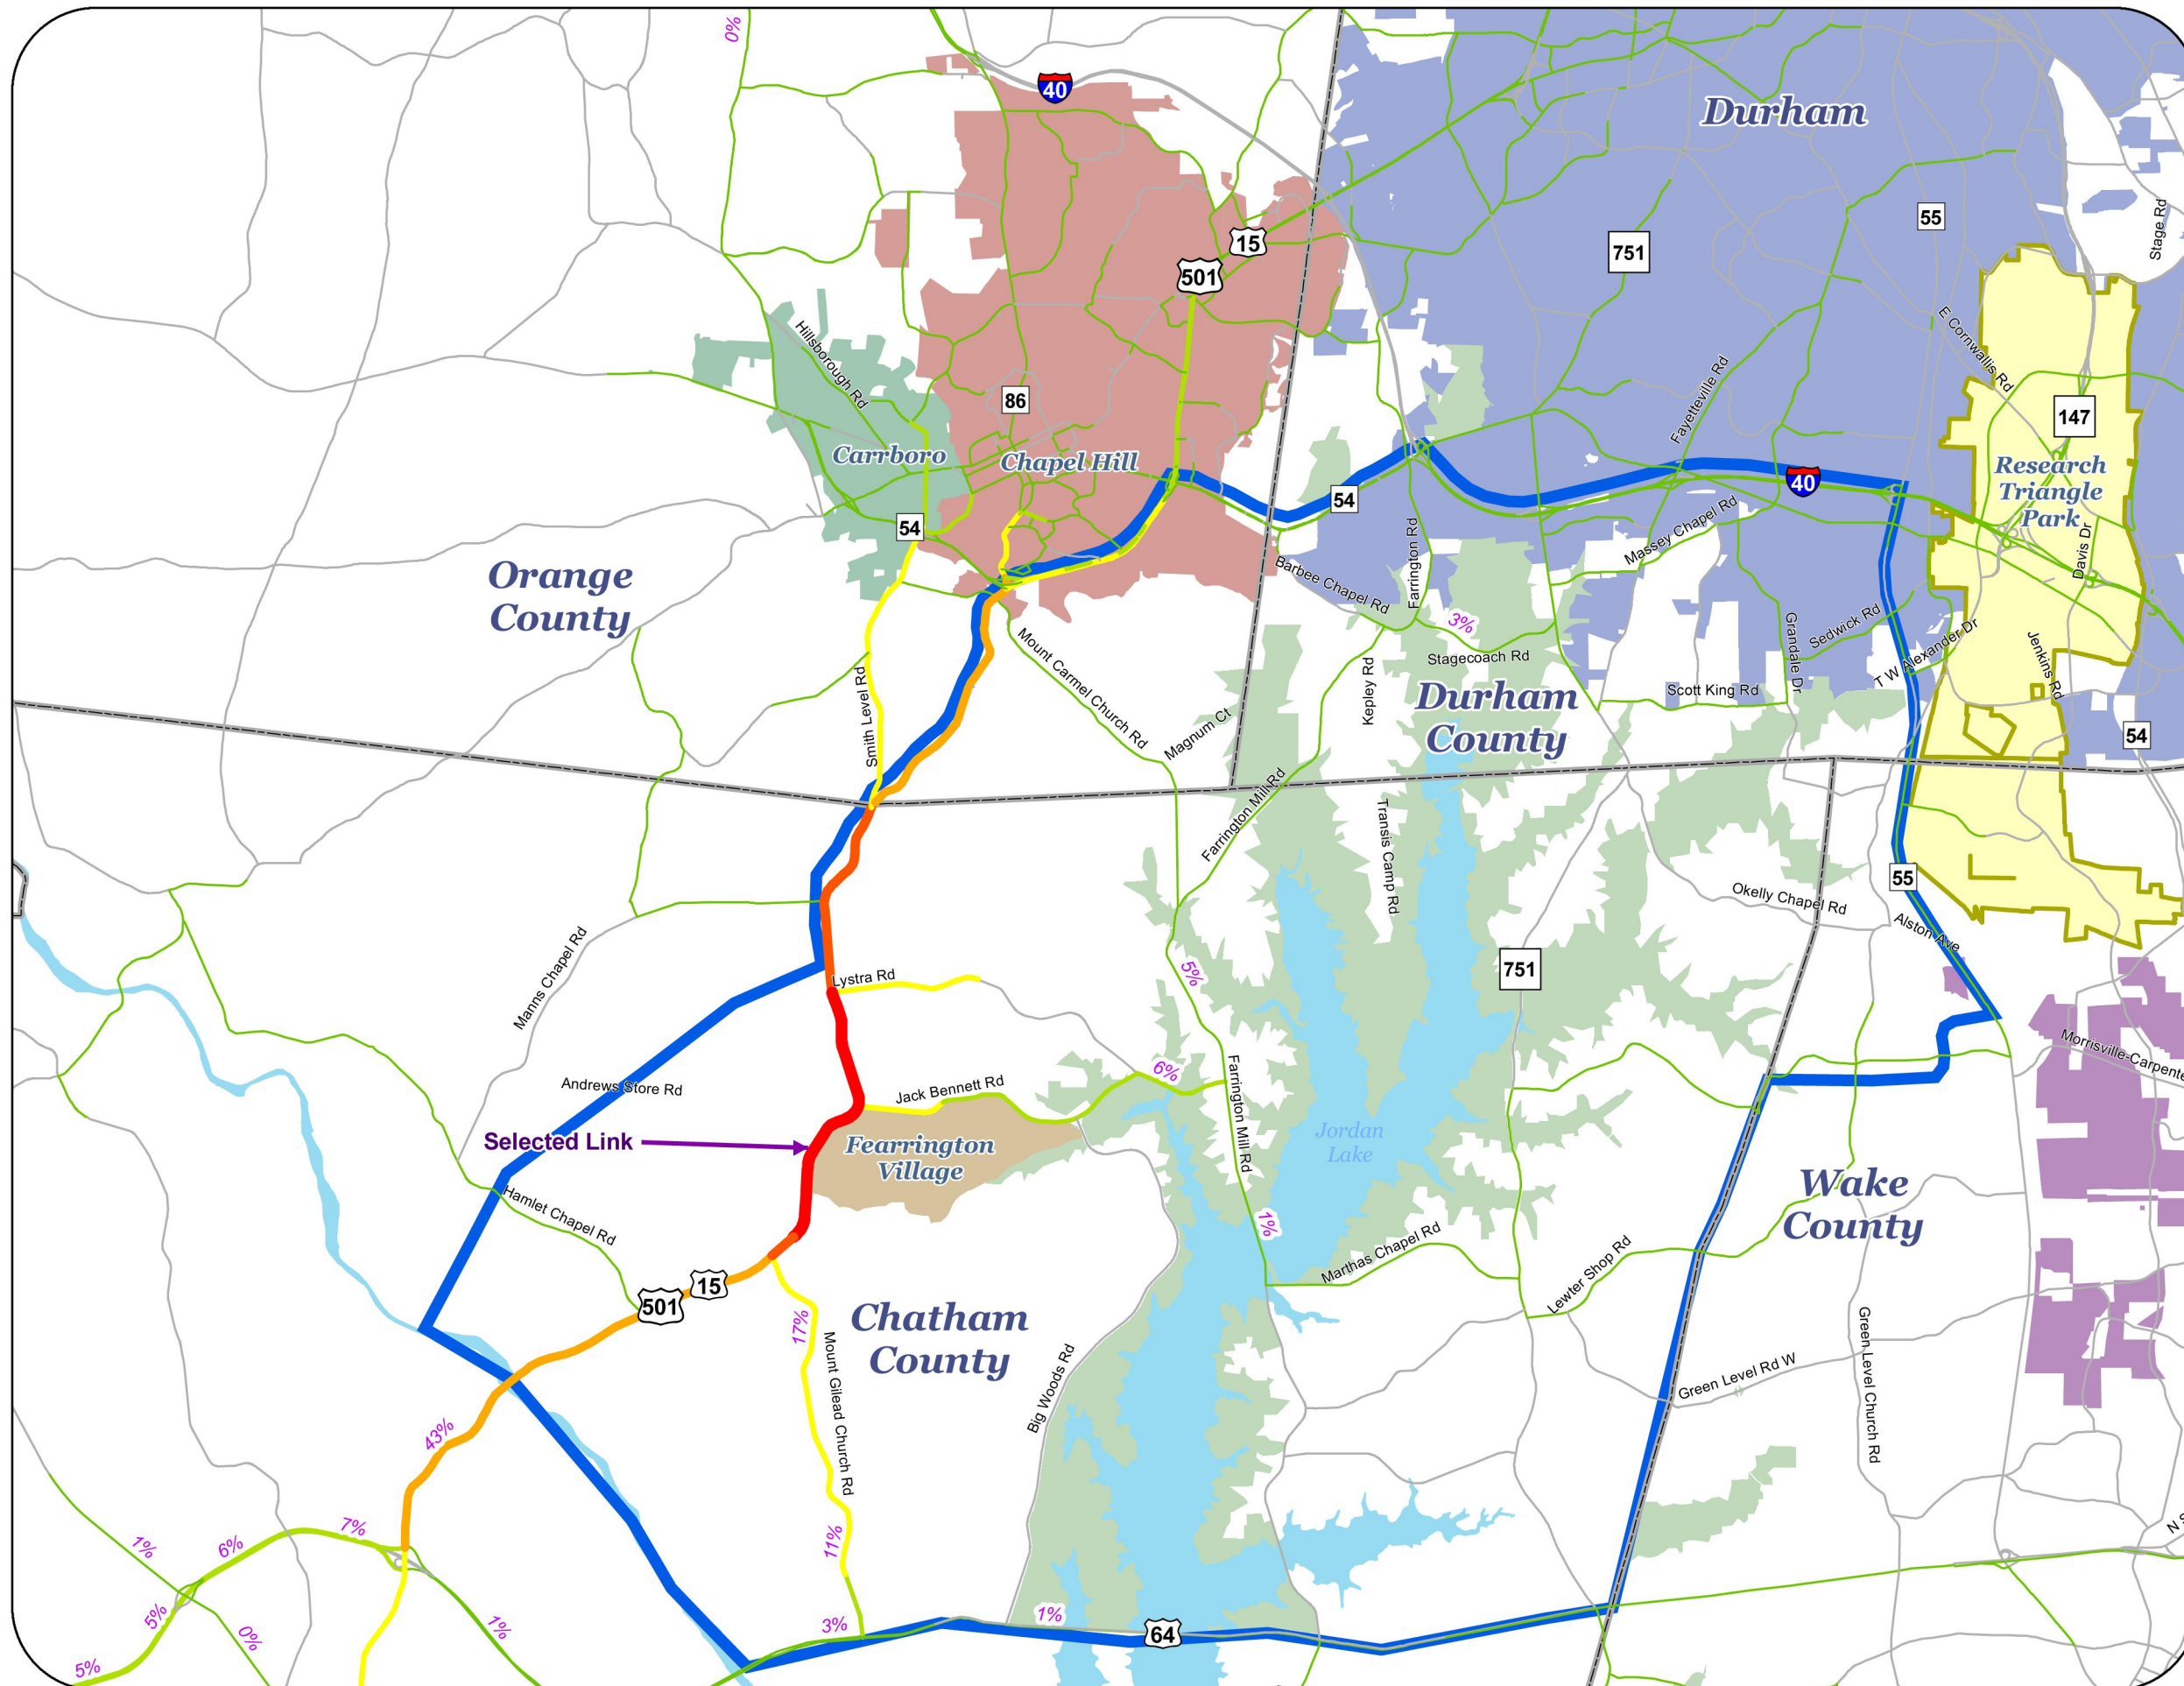 0%
40
Durham
Stage Rd
55
15
751
501
E Cornwallis Rd
Hillsborough Rd
Fayetteville Rd
86
147
Carrboro
Chapel Hill
Research
Triangle
Park
40
54
54
Massey Chapel Rd
Davis Dr
Farrington Rd
Orange
County
Barbee Chapel Rd
3%
Sedwick Rd
Grandale Dr
T W Alexander Dr
Jenkins Rd
Mount Carmel Church Rd
Stagecoach Rd
Kepley Rd
Scott King Rd
Smith Level Rd
Durham
County
Magnum Ct
54
Farrington Mill Rd
Transis Camp Rd
55
Okelly Chapel Rd
Alston Ave
Manns Chapel Rd
Lystra Rd
5%
751
Morrisville-Carpente
Andrews Store Rd
Jack Bennett Rd
6%
Farrington Mill Rd
Selected Link
Fearrington
Village
Jordan
Lake
Wake
County
Hamlet Chapel Rd
1%
Marthas Chapel Rd
Lewter Shop Rd
15
501
17%
Chatham
County
Mount Gilead Church Rd
Big Woods Rd
Green Level Rd W
Green Level Church Rd
43%
11%
1%
6%
7%
N S
5%
0%
1%
3%
1%
64
5%